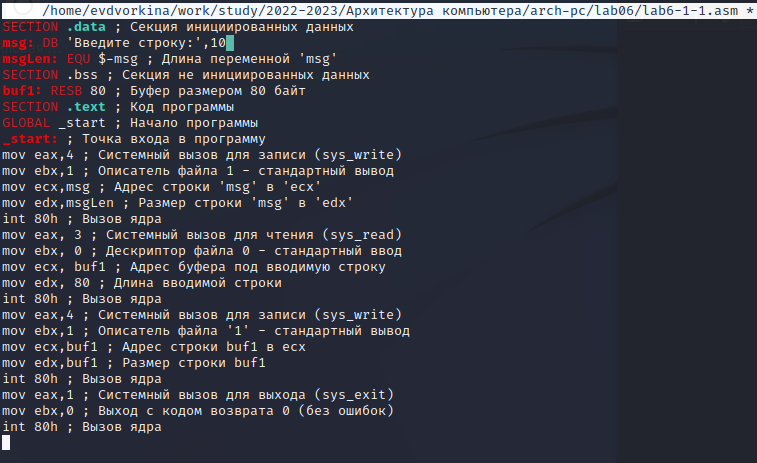 /home/evdvorkina/work/study/2022-2023/Архитектура компьютера/arch-pc/lab06/lab6-1-1.asm *
SECTION .data ; Секция инициированных данных
msg: DB 'Введите строку:',10
msgLen: EQU $-msg ; Длина переменной 'msg'
SECTION .bss ; Секция не инициированных данных
buf1: RESB 80 ; Буфер размером 80 байт
SECTION .text ; Код программы
GLOBAL _start ; Начало программы
_start: ; Точка входа в программу
mov eax,4 ; Системный вызов для записи (sys_write)
mov ebx,1 ; Описатель файла 1 - стандартный вывод
mov ecx,msg ; Адрес строки 'msg' в 'ecx'
mov edx,msgLen ; Размер строки 'msg' в 'edx'
int 80h ; Вызов ядра
mov eax, 3 ; Системный вызов для чтения (sys_read)
mov ebx, 0 ; Дескриптор файла 0 - стандартный ввод
mov ecx, buf1 ; Адрес буфера под вводимую строку
mov edx, 80 ; Длина вводимой строки
int 80h ; Вызов ядра
mov eax,4 ; Системный вызов для записи (sys_write)
mov ebx,1 ; Описатель файла '1' - стандартный вывод
mov ecx,buf1 ; Адрес строки buf1 в ecx
mov edx,buf1 ; Размер строки buf1
int 80h ; Вызов ядра
mov eax,1 ; Системный вызов для выхода (sys_exit)
mov ebx,0 ; Выход с кодом возврата 0 (без ошибок)
int 80h ; Вызов ядра